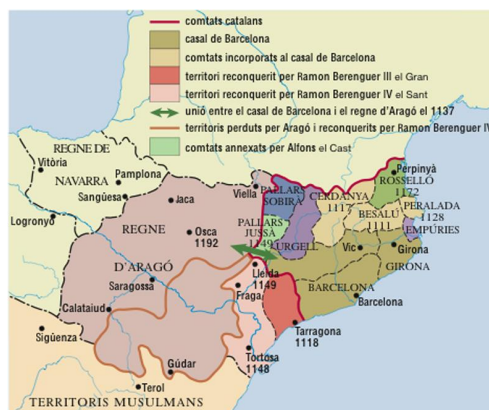 comtats catalans
casal de Barcelona
comtats incorporats al casal de Barcelona
territori reconquerit per Ramon Berenguer III el Gran
territori reconquerit per Ramon Berenguer IV el Sant
unió entre el casal de Barcelona i el regne d'Aragó el 1137
territoris perduts per Aragó i reconquerits per Ramon Berenguer IV
comtats annexats per Alfons el Cast
REGNE DE
Vitòria
NAVARRA
Pamplona
Sangüesa
Logronyo
Jaca
Viella
PALLARS
SOBIRÀ
CERDANYA
1117
Perpinyà
ROSSELLÓ
1172
BESALÚ
1111
PERALADA
1128
EMPÚRIES
REGNE
Osca
1192
PALLARS
JUSSÀ
1149
URGELL
Vic
Girona
GIRONA
D'ARAGÓ
Lleida
1149
Saragossa
Fraga
BARCELONA
Barcelona
Calataiud
Tarragona
1118
Sigüenza
Tortosa
1148
Gúdar
Terol
TERRITORIS MUSULMANS